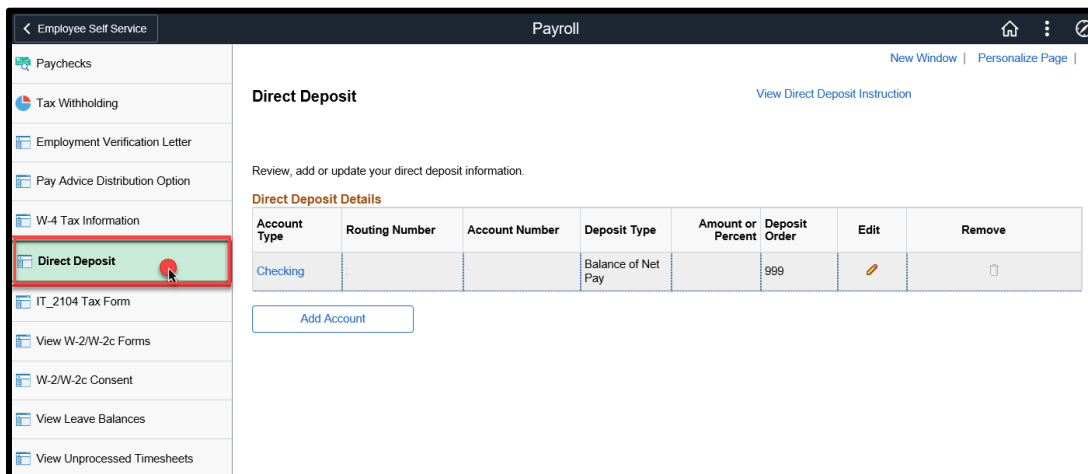 Employee Self Service
Payroll
New Window | Personalize Page |
Paychecks
Tax Withholding
Employment Verification Letter
Pay Advice Distribution Option
W-4 Tax Information
Direct Deposit
IT_2104 Tax Form
View W-2/W-2c Forms
W-2/W-2c Consent
View Leave Balances
View Unprocessed Timesheets
Direct Deposit
View Direct Deposit Instruction
Review, add or update your direct deposit information.
Direct Deposit Details
Account Type Routing Number Account Number Deposit Type Amount or Percent Deposit Order Edit Remove
Checking Balance of Net Pay 999
Add Account